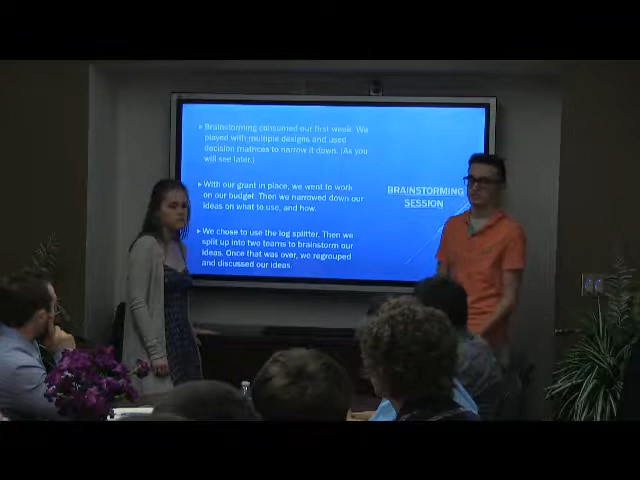 Brainstorming consumed our first week. We
played with multiple designs and used
decision matrices to narrow it down. (As you
will see later.)
With our grant in place, we went to work
on our budget. Then we narrowed down our
ideas on what to use, and how.
We chose to use the log splitter. Then we
split up into two teams to brainstorm our
ideas. Once that was over, we regrouped
and discussed our ideas.
BRAINSTORMING
SESSION